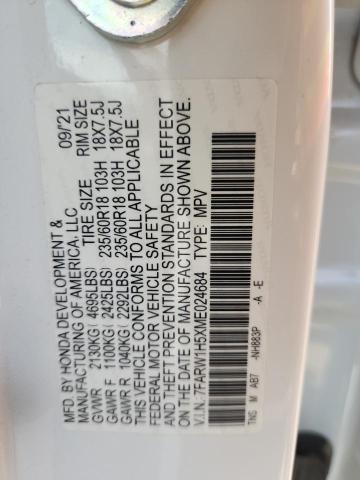 MFD. BY HONDA DEVELOPMENT & 09/21
MANUFACTURING OF AMERICA, LLC
TIRE SIZE RIM SIZE
GVWR 2130KG( 4695LBS)
GAWR F 1100KG( 2425LBS) 235/60R18 103H 18X7.5J
GAWR R 1040KG( 2292LBS) 235/60R18 103H 18X7.5J
THIS VEHICLE CONFORMS TO ALL APPLICABLE
FEDERAL MOTOR VEHICLE SAFETY
AND THEFT PREVENTION STANDARDS IN EFFECT
ON THE DATE OF MANUFACTURE SHOWN ABOVE.
V.I.N.: 7FARW1H5XME024684 TYPE: MPV
TNS M AB7 -NH883P -A -E